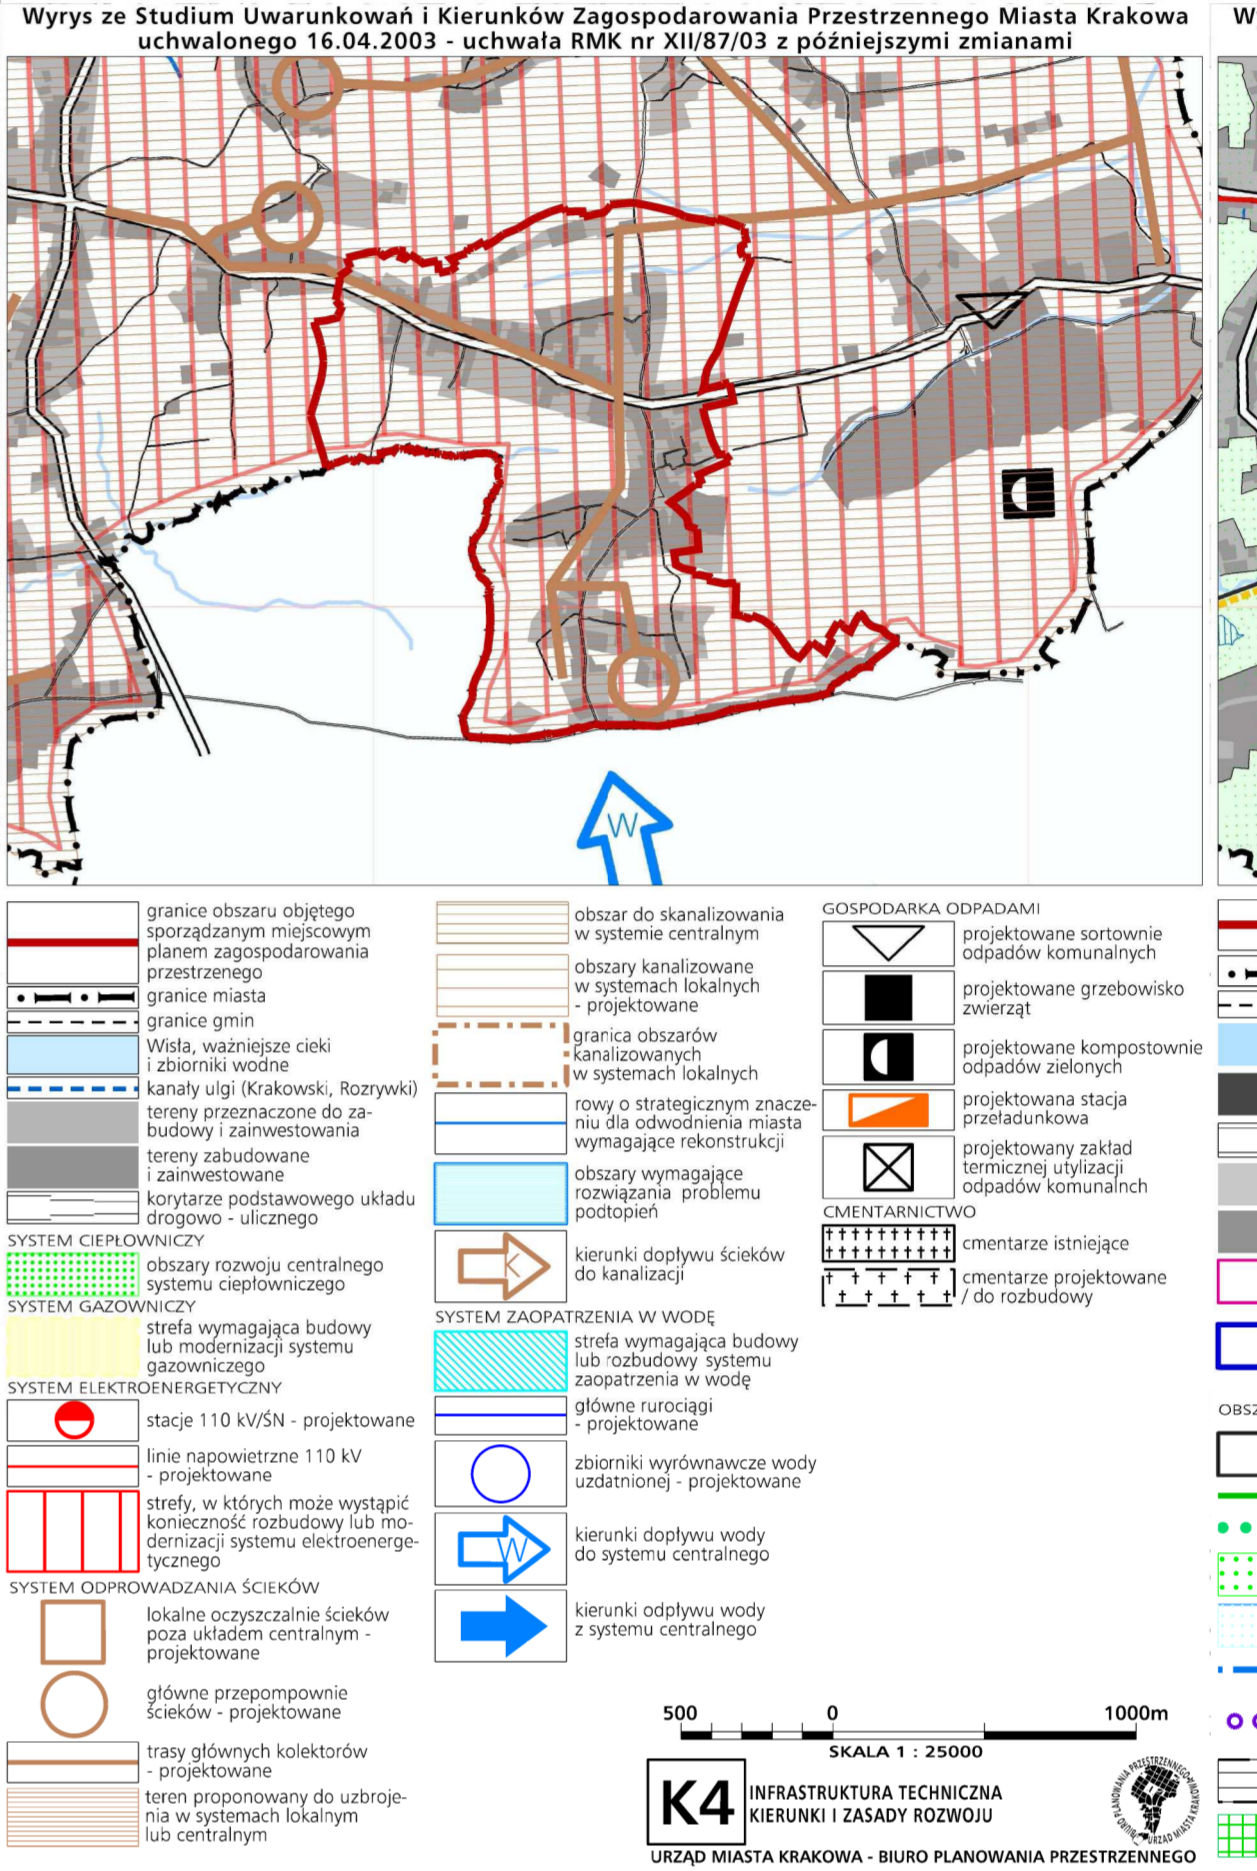 Wyrys ze Studium Uwarunkowań i Kierunków Zagospodarowania Przestrzennego Miasta Krakowa
uchwalonego 16.04.2003 - uchwała RMK nr XII/87/03 z późniejszymi zmianami
W
W
granice obszaru objętego
sporządzanym miejscowym
planem zagospodarowania
przestrzenego
granice miasta
granice gmin
Wisła, ważniejsze cieki
i zbiorniki wodne
kanały ulgi (Krakowski, Rozrywki)
tereny przeznaczone do za-
budowy i zainwestowania
tereny zabudowane
i zainwestowane
korytarze podstawowego układu
drogowo - ulicznego
SYSTEM CIEPŁOWNICZY
obszary rozwoju centralnego
systemu ciepłowniczego
SYSTEM GAZOWNICZY
strefa wymagająca budowy
lub modernizacji systemu
gazowniczego
SYSTEM ELEKTROENERGETYCZNY
stacje 110 kV/ŚN - projektowane
linie napowietrzne 110 kV
- projektowane
strefy, w których może wystąpić
konieczność rozbudowy lub mo-
dernizacji systemu elektroenerge-
tycznego
SYSTEM ODPROWADZANIA ŚCIEKÓW
lokalne oczyszczalnie ścieków
poza układem centralnym -
projektowane
główne przepompownie
ścieków - projektowane
trasy głównych kolektorów
- projektowane
teren proponowany do uzbroje-
nia w systemach lokalnym
lub centralnym
obszar do skanalizowania
w systemie centralnym
obszary kanalizowane
w systemach lokalnych
- projektowane
granica obszarów
kanalizowanych
w systemach lokalnych
rowy o strategicznym znacze-
niu dla odwodnienia miasta
wymagające rekonstrukcji
obszary wymagające
rozwiązania problemu
podtopień
K
kierunki dopływu ścieków
do kanalizacji
SYSTEM ZAOPATRZENIA W WODĘ
strefa wymagająca budowy
lub rozbudowy systemu
zaopatrzenia w wodę
główne rurociągi
- projektowane
zbiorniki wyrównawcze wody
uzdatnionej - projektowane
W
kierunki dopływu wody
do systemu centralnego
kierunki odpływu wody
z systemu centralnego
GOSPODARKA ODPADAMI
projektowane sortownie
odpadów komunalnych
projektowane grzebowisko
zwierząt
projektowane kompostownie
odpadów zielonych
projektowana stacja
przeładunkowa
projektowany zakład
termicznej utylizacji
odpadów komunalnch
CMENTARNICTWO
cmentarze istniejące
cmentarze projektowane
/ do rozbudowy
OBSZ
500 0 1000m
SKALA 1 : 25000
K4
INFRASTRUKTURA TECHNICZNA
KIERUNKI I ZASADY ROZWOJU
BIURO PLANOWANIA PRZESTRZENNEGO
URZĄD MIASTA KRAKOWA
URZĄD MIASTA KRAKOWA - BIURO PLANOWANIA PRZESTRZENNEGO